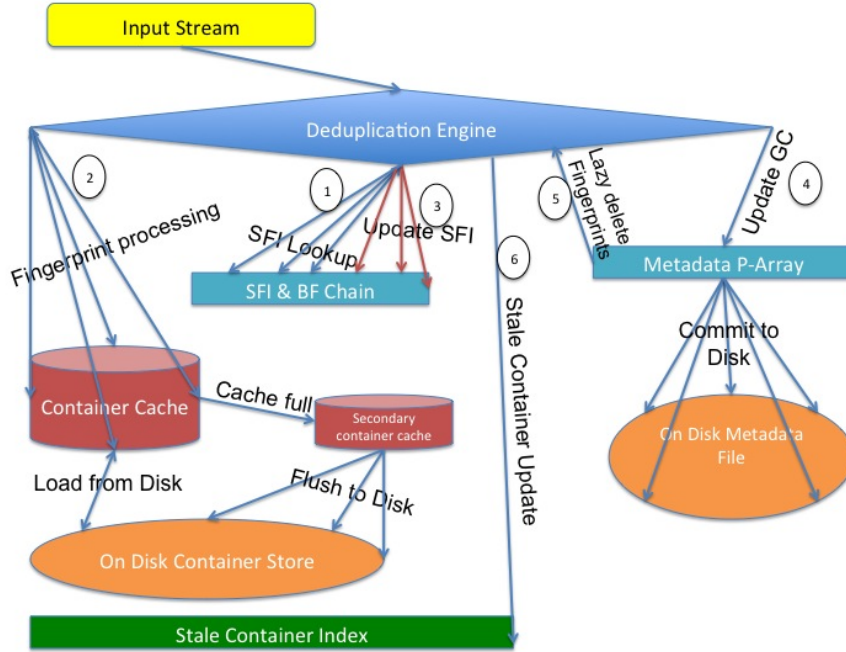 Input Stream
Deduplication Engine
2
1
3
5
4
Fingerprint processing
SFI Lookup
Update SFI
Lazy delete
Fingerprints
Update GC
6
SFI & BF Chain
Metadata P-Array
Stale Container Update
Commit to
Disk
Container Cache
Cache full
Secondary
container cache
On Disk Metadata
File
Load from Disk
Flush to Disk
On Disk Container Store
Stale Container Index